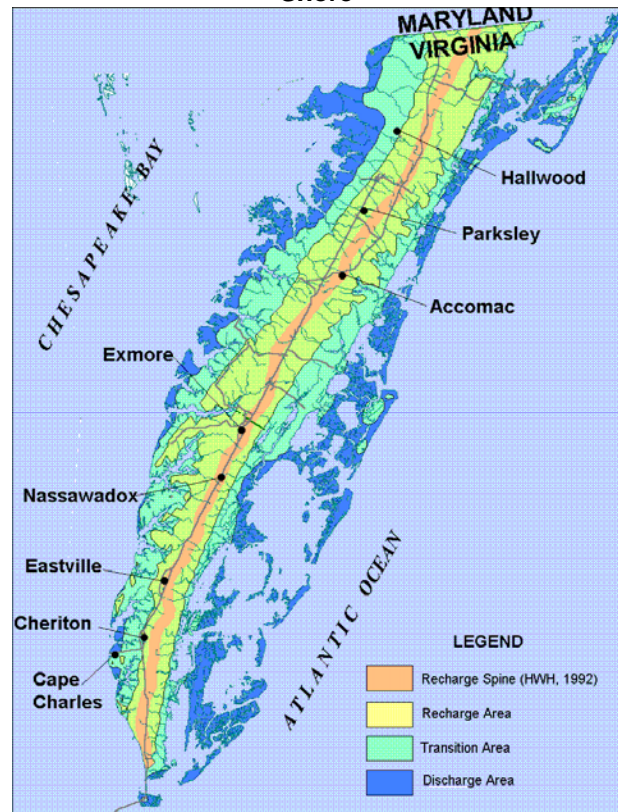 Shore
MARYLAND
VIRGINIA
CHESAPEAKE BAY
Hallwood
Parksley
Accomac
Exmore
Nassawadox
Eastville
Cheriton
Cape
Charles
ATLANTIC OCEAN
LEGEND
Recharge Spine (HWH, 1992)
Recharge Area
Transition Area
Discharge Area